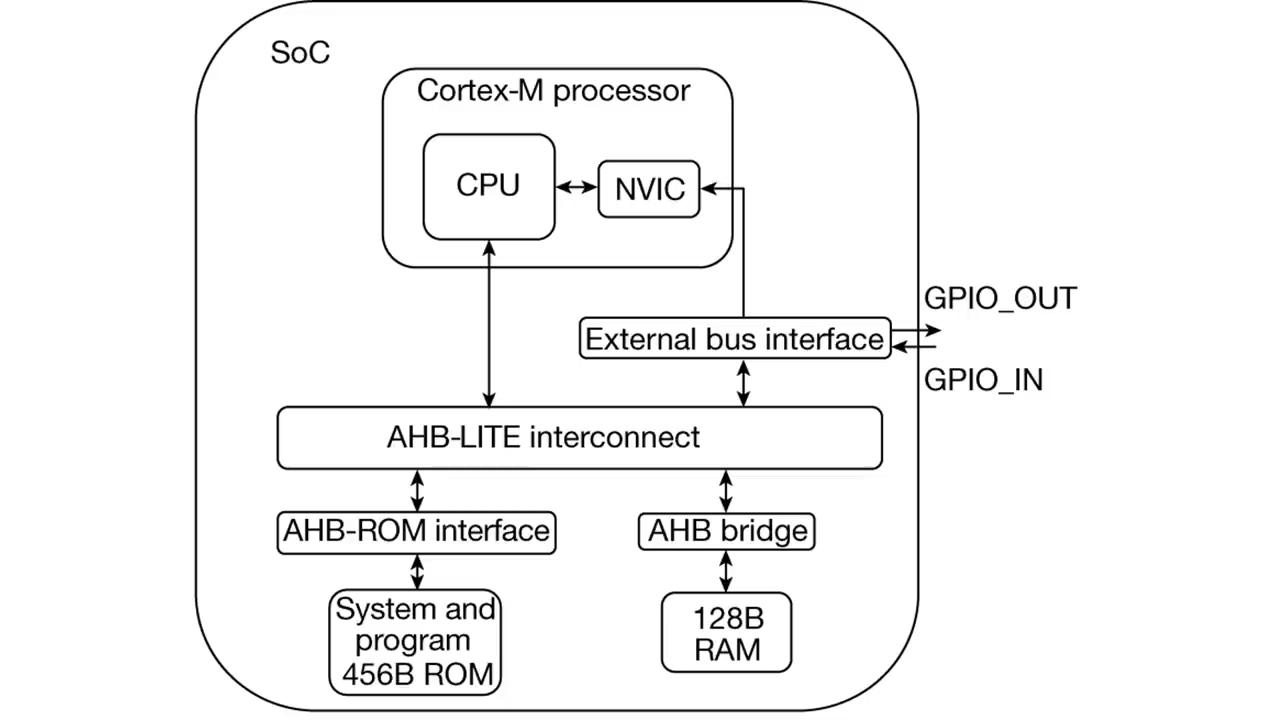 SoC
Cortex-M processor
CPU
NVIC
GPIO_OUT
External bus interface
GPIO_IN
AHB-LITE interconnect
AHB-ROM interface
AHB bridge
System and
program
456B ROM
128B
RAM